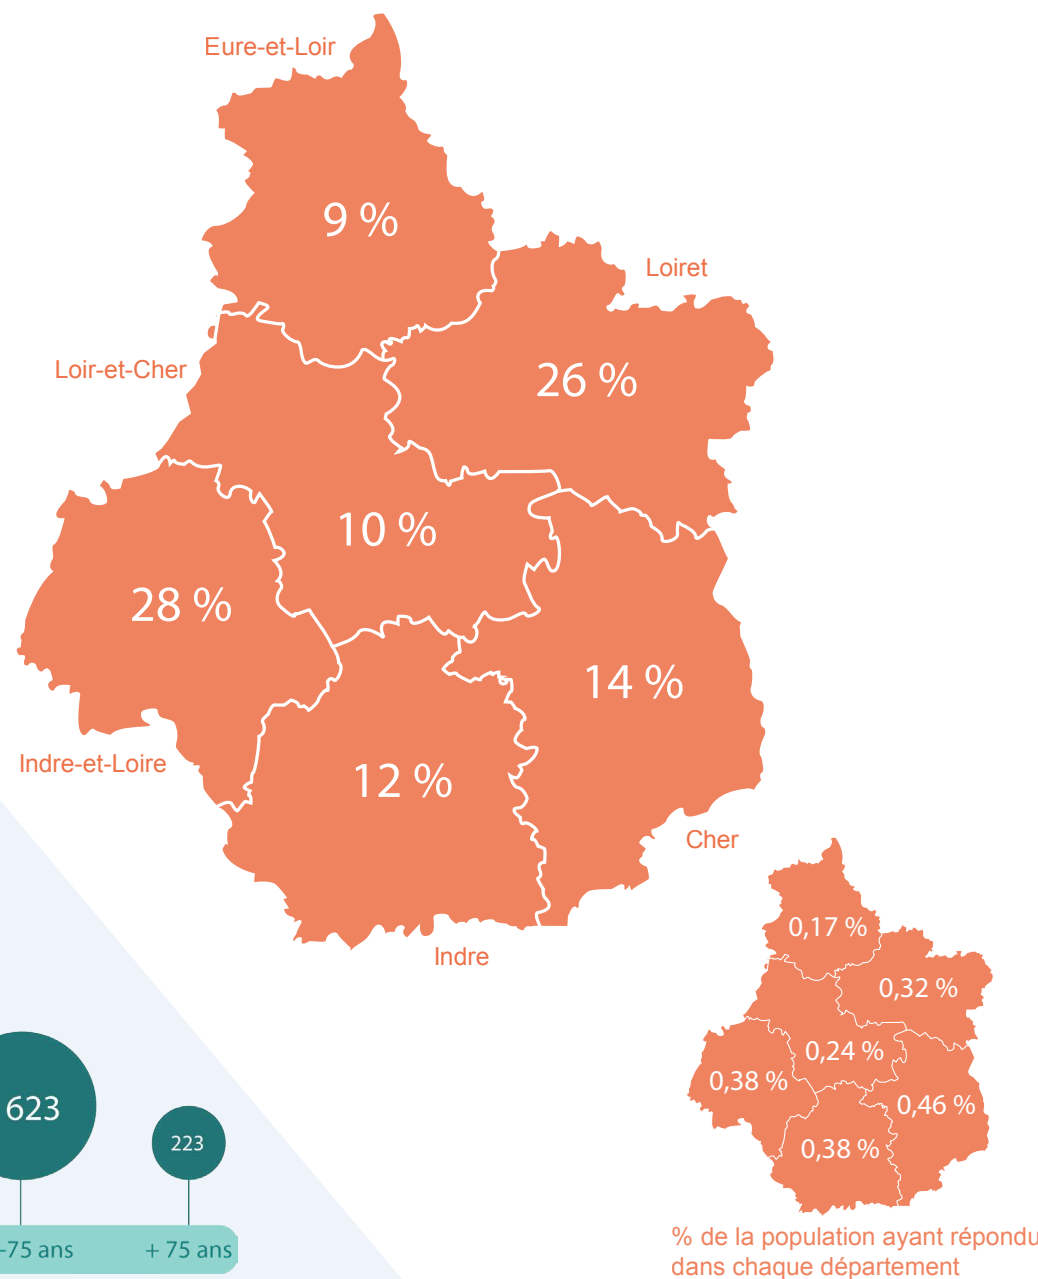 Eure-et-Loir
9 %
Loiret
Loir-et-Cher
26 %
10 %
28 %
14 %
Indre-et-Loire
12 %
Cher
Indre
0,17 %
0,32 %
0,24 %
0,38 %
0,46 %
0,38 %
623
223
-75 ans
+ 75 ans
% de la population ayant répondu
dans chaque département